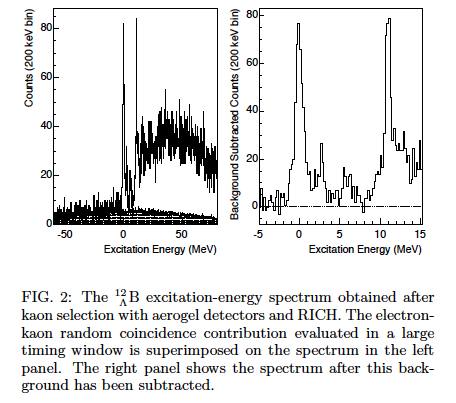 Counts (200 keV bin)
80
60
40
20
0
-50
0
50
Excitation Energy (MeV)
Background Subtracted Counts (200 keV bin)
80
60
40
20
0
-5
0
5
10
15
Excitation Energy (MeV)
FIG. 2: The ¹²ΛB excitation-energy spectrum obtained after
kaon selection with aerogel detectors and RICH. The electron-
kaon random coincidence contribution evaluated in a large
timing window is superimposed on the spectrum in the left
panel. The right panel shows the spectrum after this back-
ground has been subtracted.